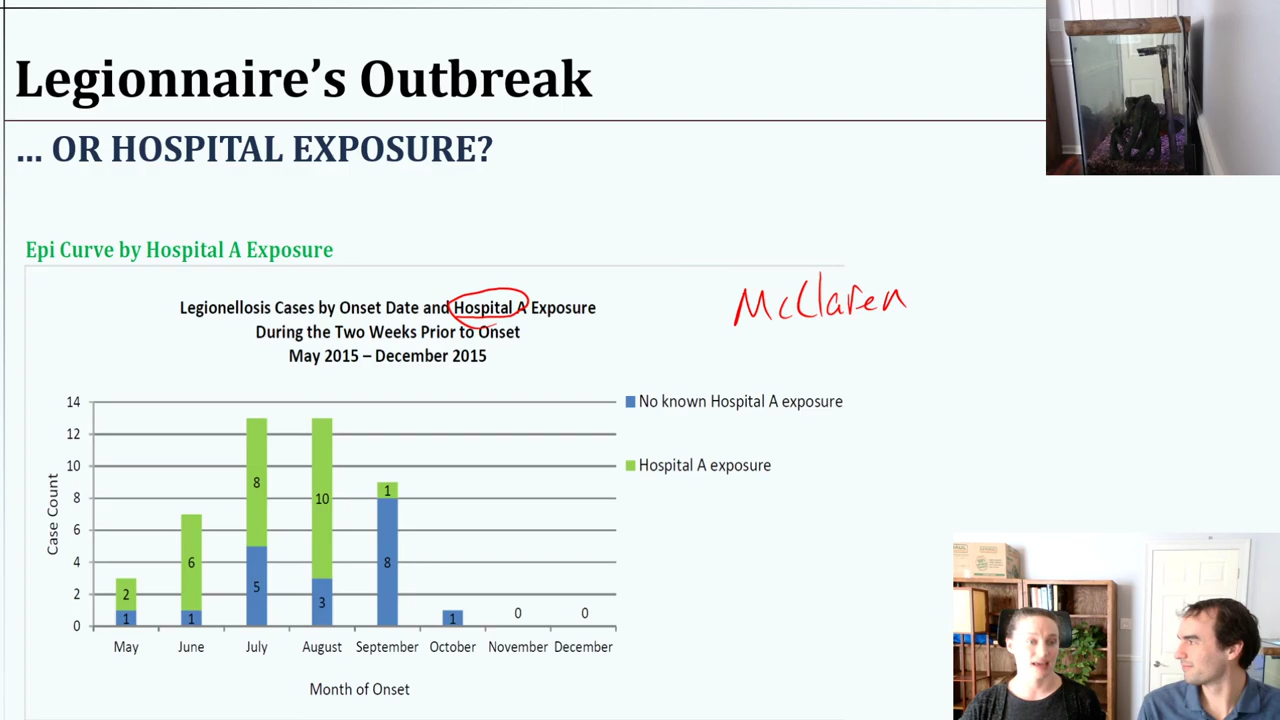 Legionnaire’s Outbreak
… OR HOSPITAL EXPOSURE?
Epi Curve by Hospital A Exposure
Legionellosis Cases by Onset Date and Hospital A Exposure
During the Two Weeks Prior to Onset
May 2015 – December 2015
McClaren
14
12
10
8
6
4
2
0
Case Count
2
1
6
1
8
5
10
3
1
8
1
0
0
May June July August September October November December
Month of Onset
No known Hospital A exposure
Hospital A exposure